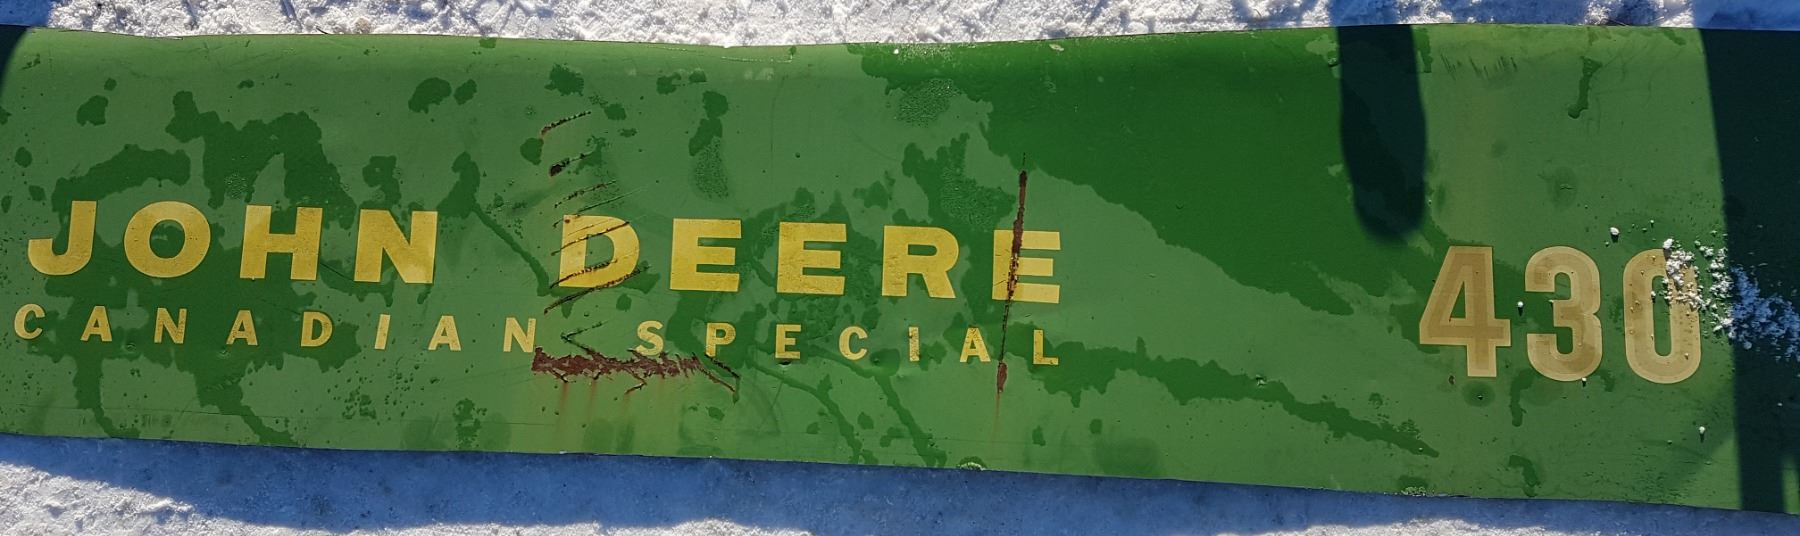 JOHN DEERE
CANADIAN SPECIAL
430